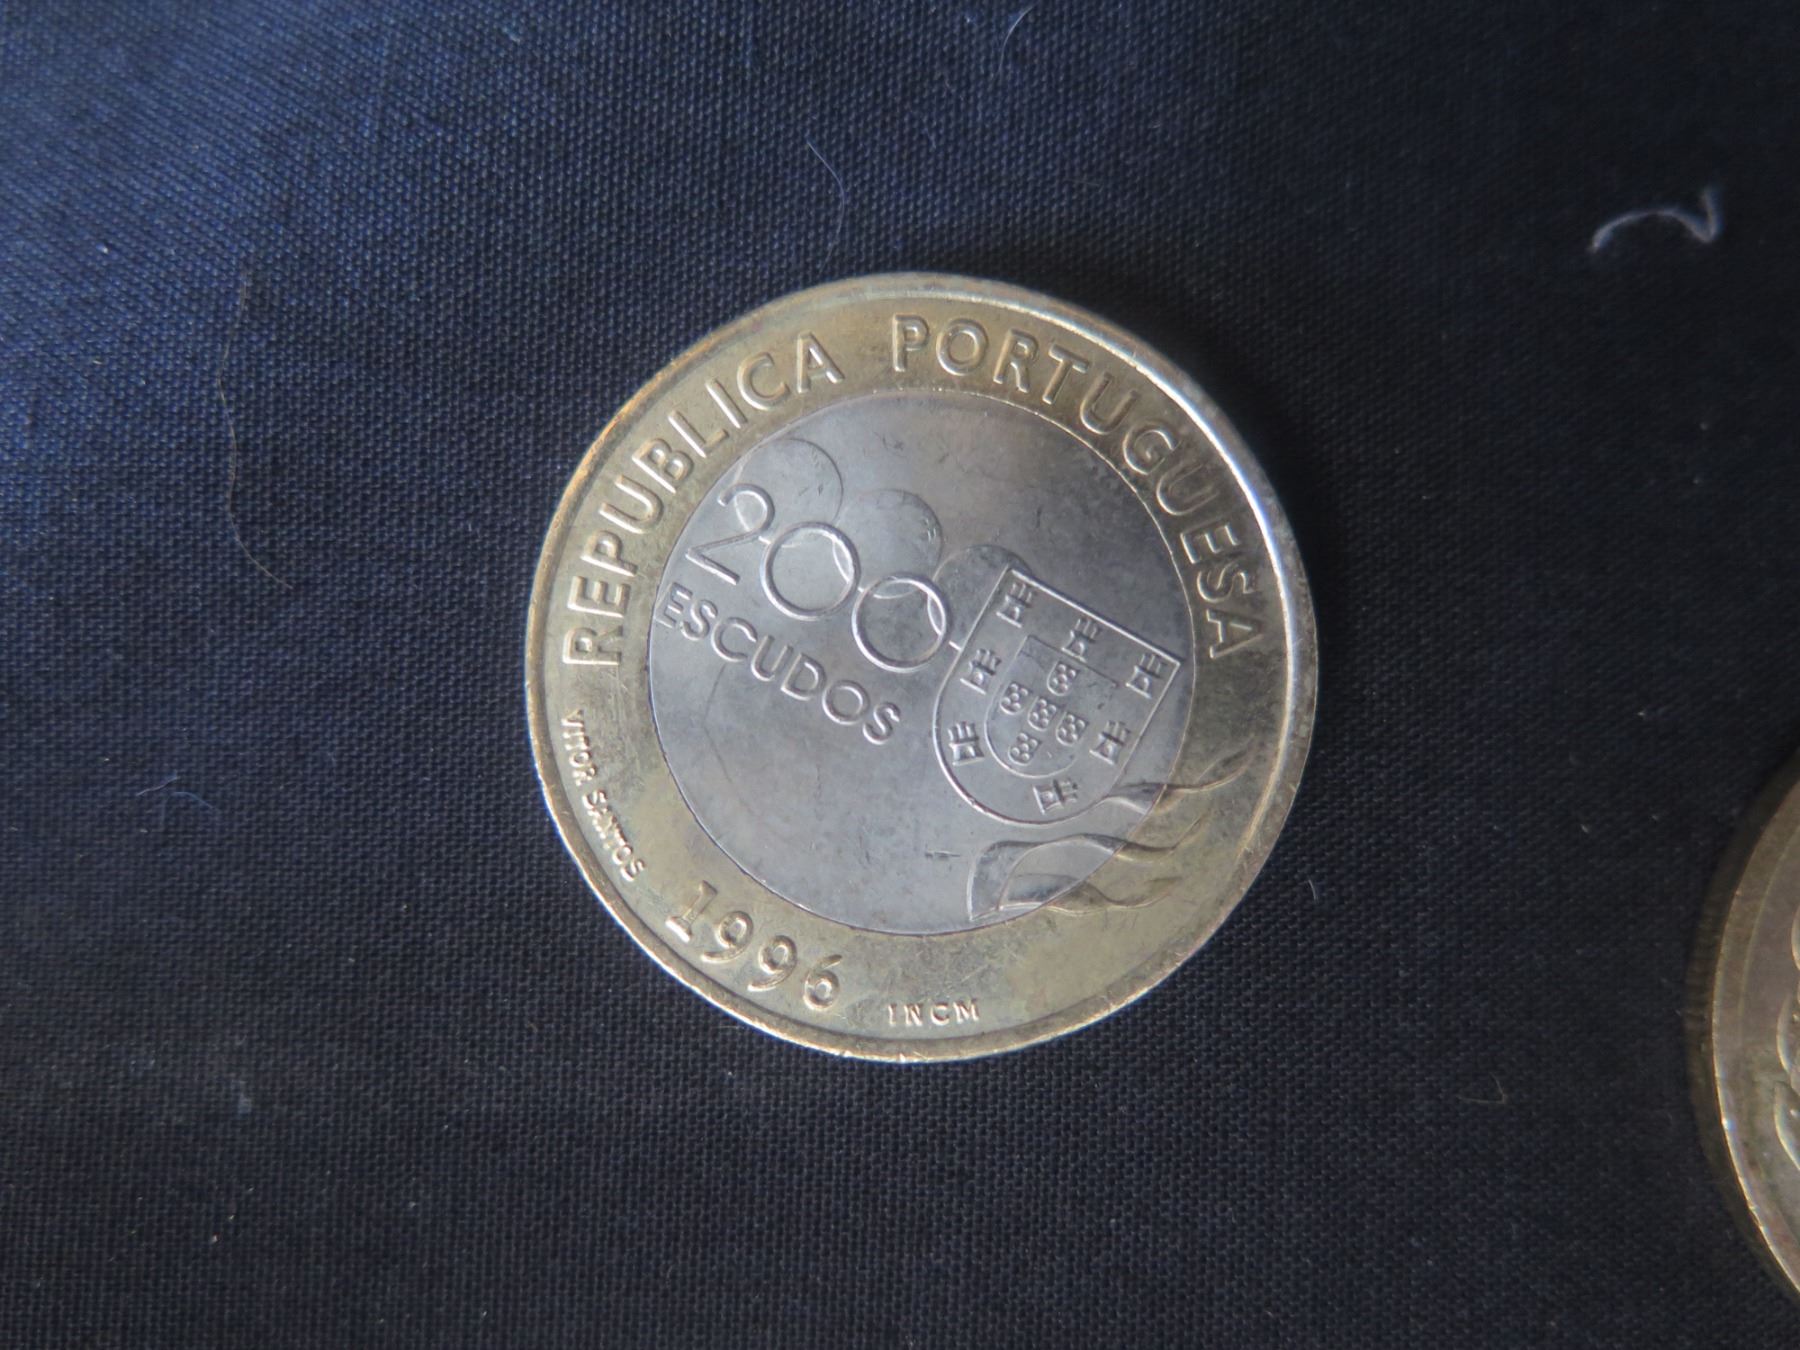 REPUBLICA PORTUGUESA
200
ESCUDOS
VITOR SANTOS
1996
INCM